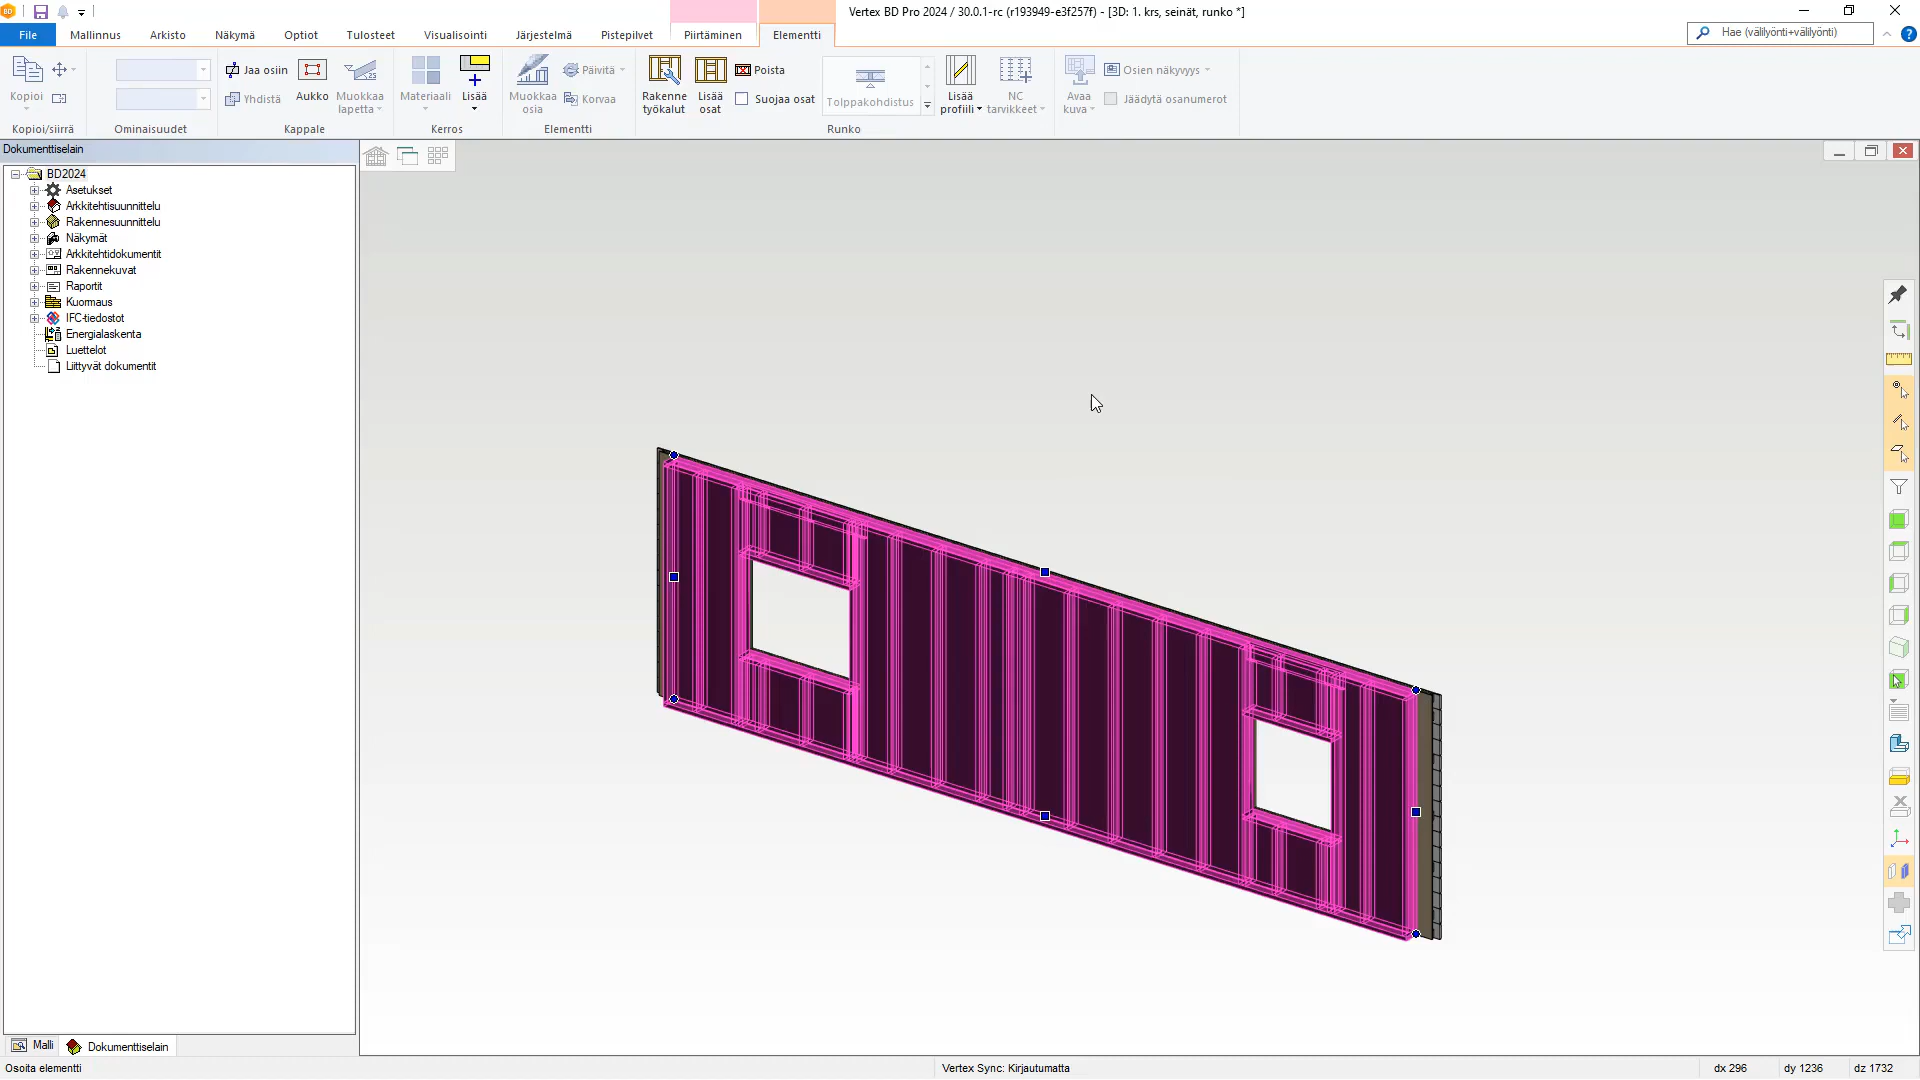 BD
Vertex BD Pro 2024 / 30.0.1-rc (r193949-e3f257f) - [3D: 1. krs, seinät, runko *]
File
Mallinnus
Arkisto
Näkymä
Optiot
Tulosteet
Visualisointi
Järjestelmä
Pistepilvet
Piirtäminen
Elementti
Hae (välilyönti+välilyönti)
?
Kopioi
Kopioi/siirrä
Ominaisuudet
Jaa osiin
Yhdistä
Aukko
Muokkaa
lapetta
Kappale
Materiaali
Lisää
Kerros
Muokkaa
osia
Päivitä
Korvaa
Elementti
Rakenne
työkalut
Lisää
osat
Poista
Suojaa osat
Tolppakohdistus
Runko
Lisää
profiili
NC
tarvikkeet
Avaa
kuva
Osien näkyvyys
Jäädytä osanumerot
Dokumenttiselain
BD2024
Asetukset
Arkkitehtisuunnittelu
Rakennesuunnittelu
Näkymät
Arkkitehtidokumentit
Rakennekuvat
Raportit
Kuormaus
IFC-tiedostot
Energialaskenta
Luettelot
Liittyvät dokumentit
Malli
Dokumenttiselain
Osoita elementti
Vertex Sync: Kirjautumatta
dx 296
dy 1236
dz 1732